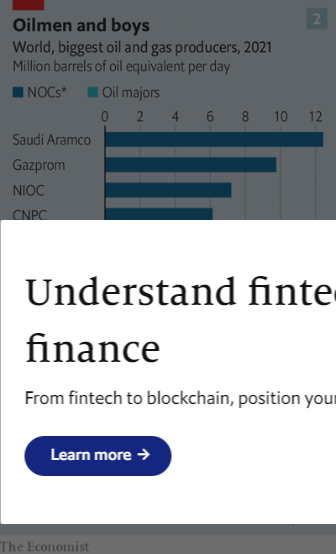 2
Oilmen and boys
World, biggest oil and gas producers, 2021
Million barrels of oil equivalent per day
NOCs* Oil majors
0 2 4 6 8 10 12
Saudi Aramco
Gazprom
NIOC
CNPC
Understand finte
finance
From fintech to blockchain, position your
Learn more →
The Economist